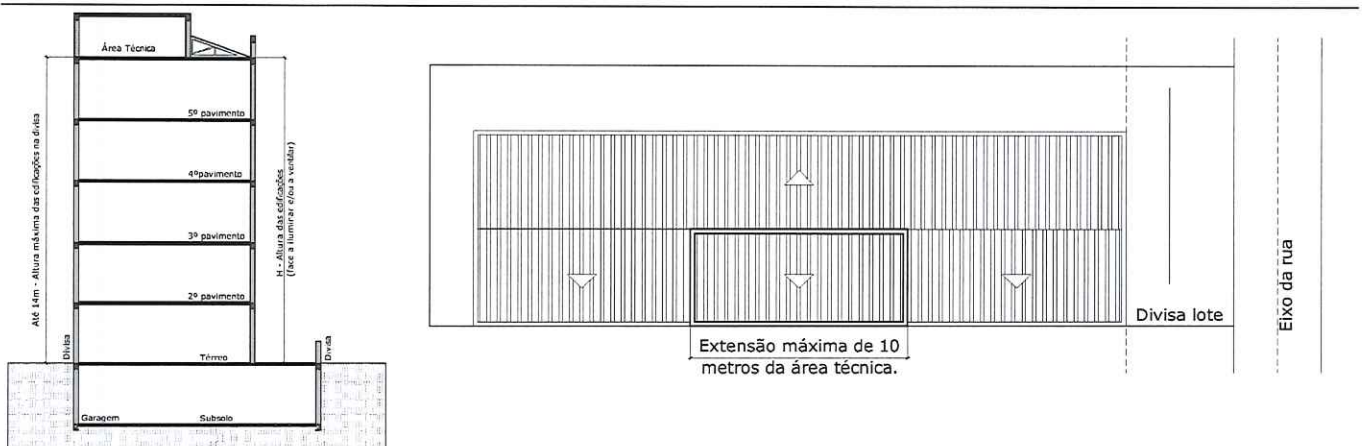 Área Técnica
5º pavimento
4ºpavimento
3º pavimento
2º pavimento
Térreo
Garagem
Subsolo
Divisa
Divisa
Até 14m - Altura máxima das edificações na divisa
H - Altura das edificações
(face a iluminar e/ou a ventilar)
Extensão máxima de 10
metros da área técnica.
Divisa lote
Eixo da rua